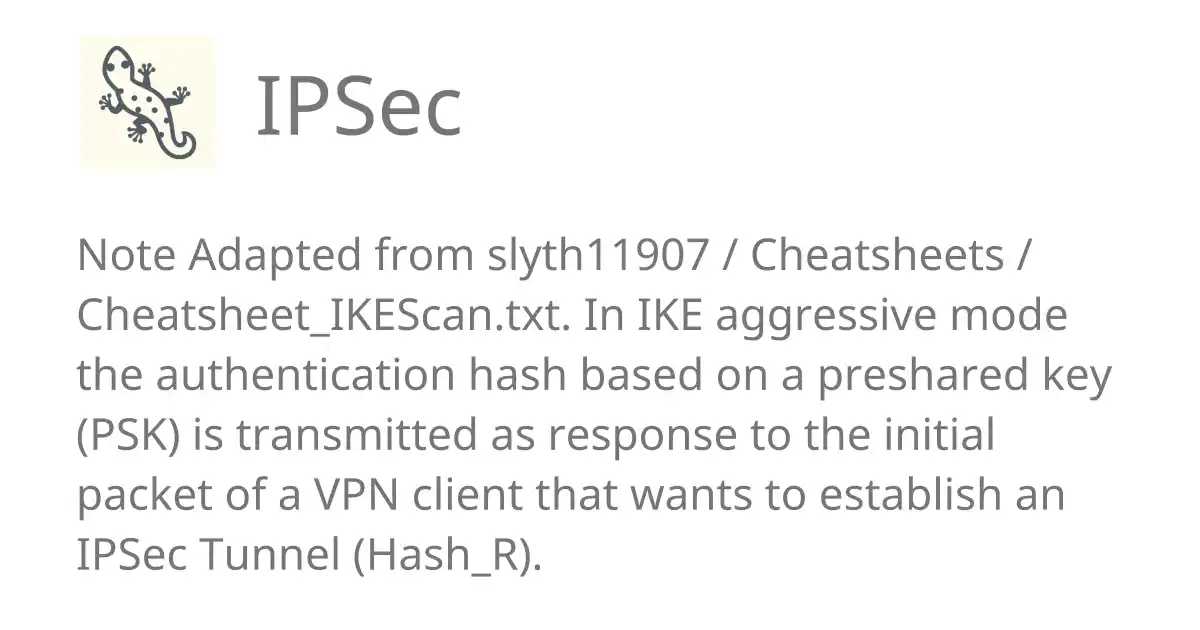 IPSec
Note Adapted from slyth11907 / Cheatsheets /
Cheatsheet_IKEScan.txt. In IKE aggressive mode
the authentication hash based on a preshared key
(PSK) is transmitted as response to the initial
packet of a VPN client that wants to establish an
IPSec Tunnel (Hash_R).